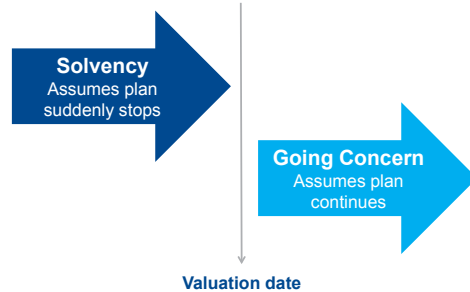 Solvency
Assumes plan
suddenly stops
Going Concern
Assumes plan
continues
Valuation date